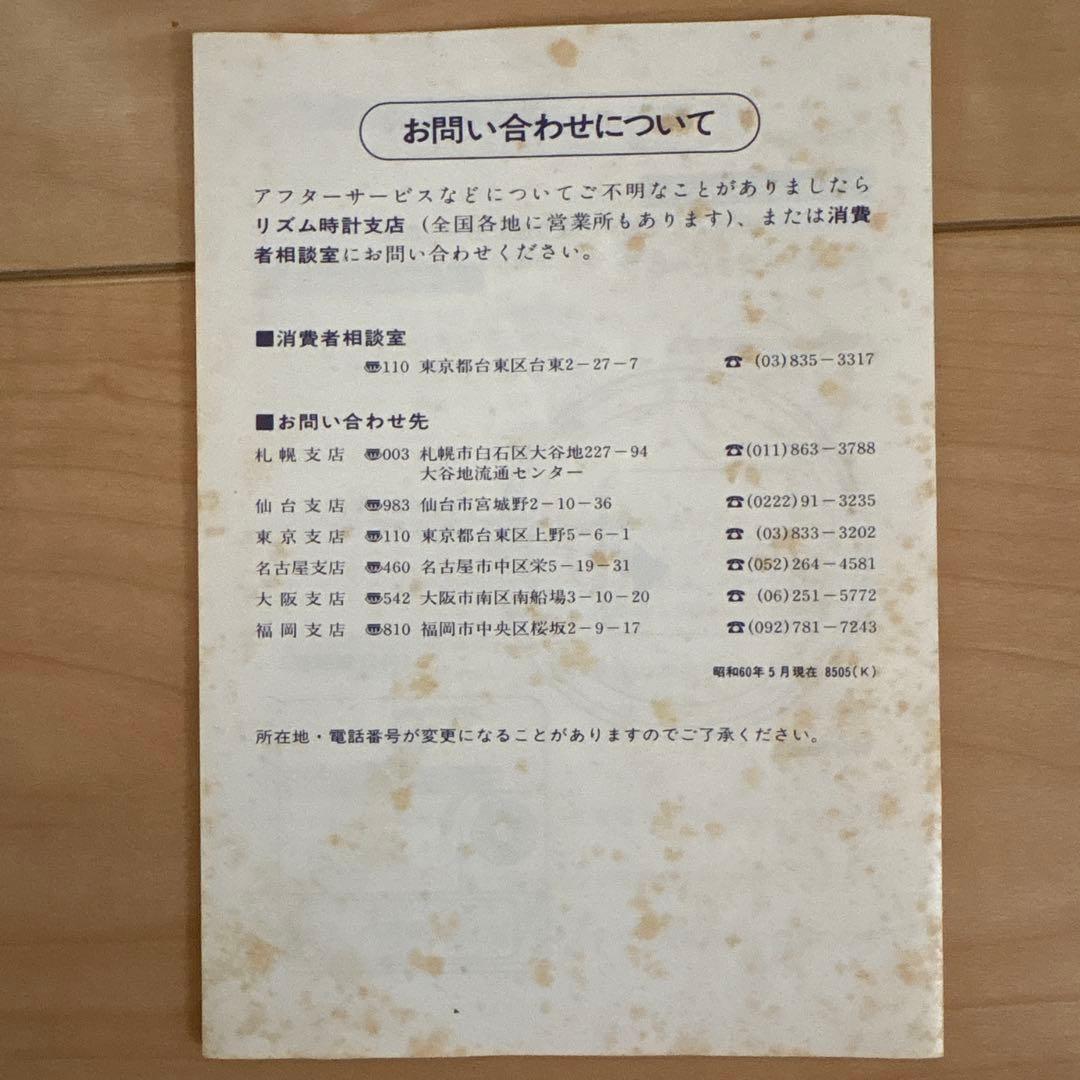 お問い合わせについて
アフターサービスなどについてご不明なことがありましたら
リズム時計支店（全国各地に営業所もあります）、または消費
者相談室にお問い合わせください。
■消費者相談室
〠110 東京都台東区台東2－27－7 ☎ (03)835－3317
■お問い合わせ先
札幌支店 〠003 札幌市白石区大谷地227－94 ☎(011)863－3788
大谷地流通センター
仙台支店 〠983 仙台市宮城野2－10－36 ☎(0222)91－3235
東京支店 〠110 東京都台東区上野5－6－1 ☎ (03)833－3202
名古屋支店 〠460 名古屋市中区栄5－19－31 ☎(052)264－4581
大阪支店 〠542 大阪市南区南船場3－10－20 ☎ (06)251－5772
福岡支店 〠810 福岡市中央区桜坂2－9－17 ☎(092)781－7243
昭和60年5月現在 8505(K)
所在地・電話番号が変更になることがありますのでご了承ください。